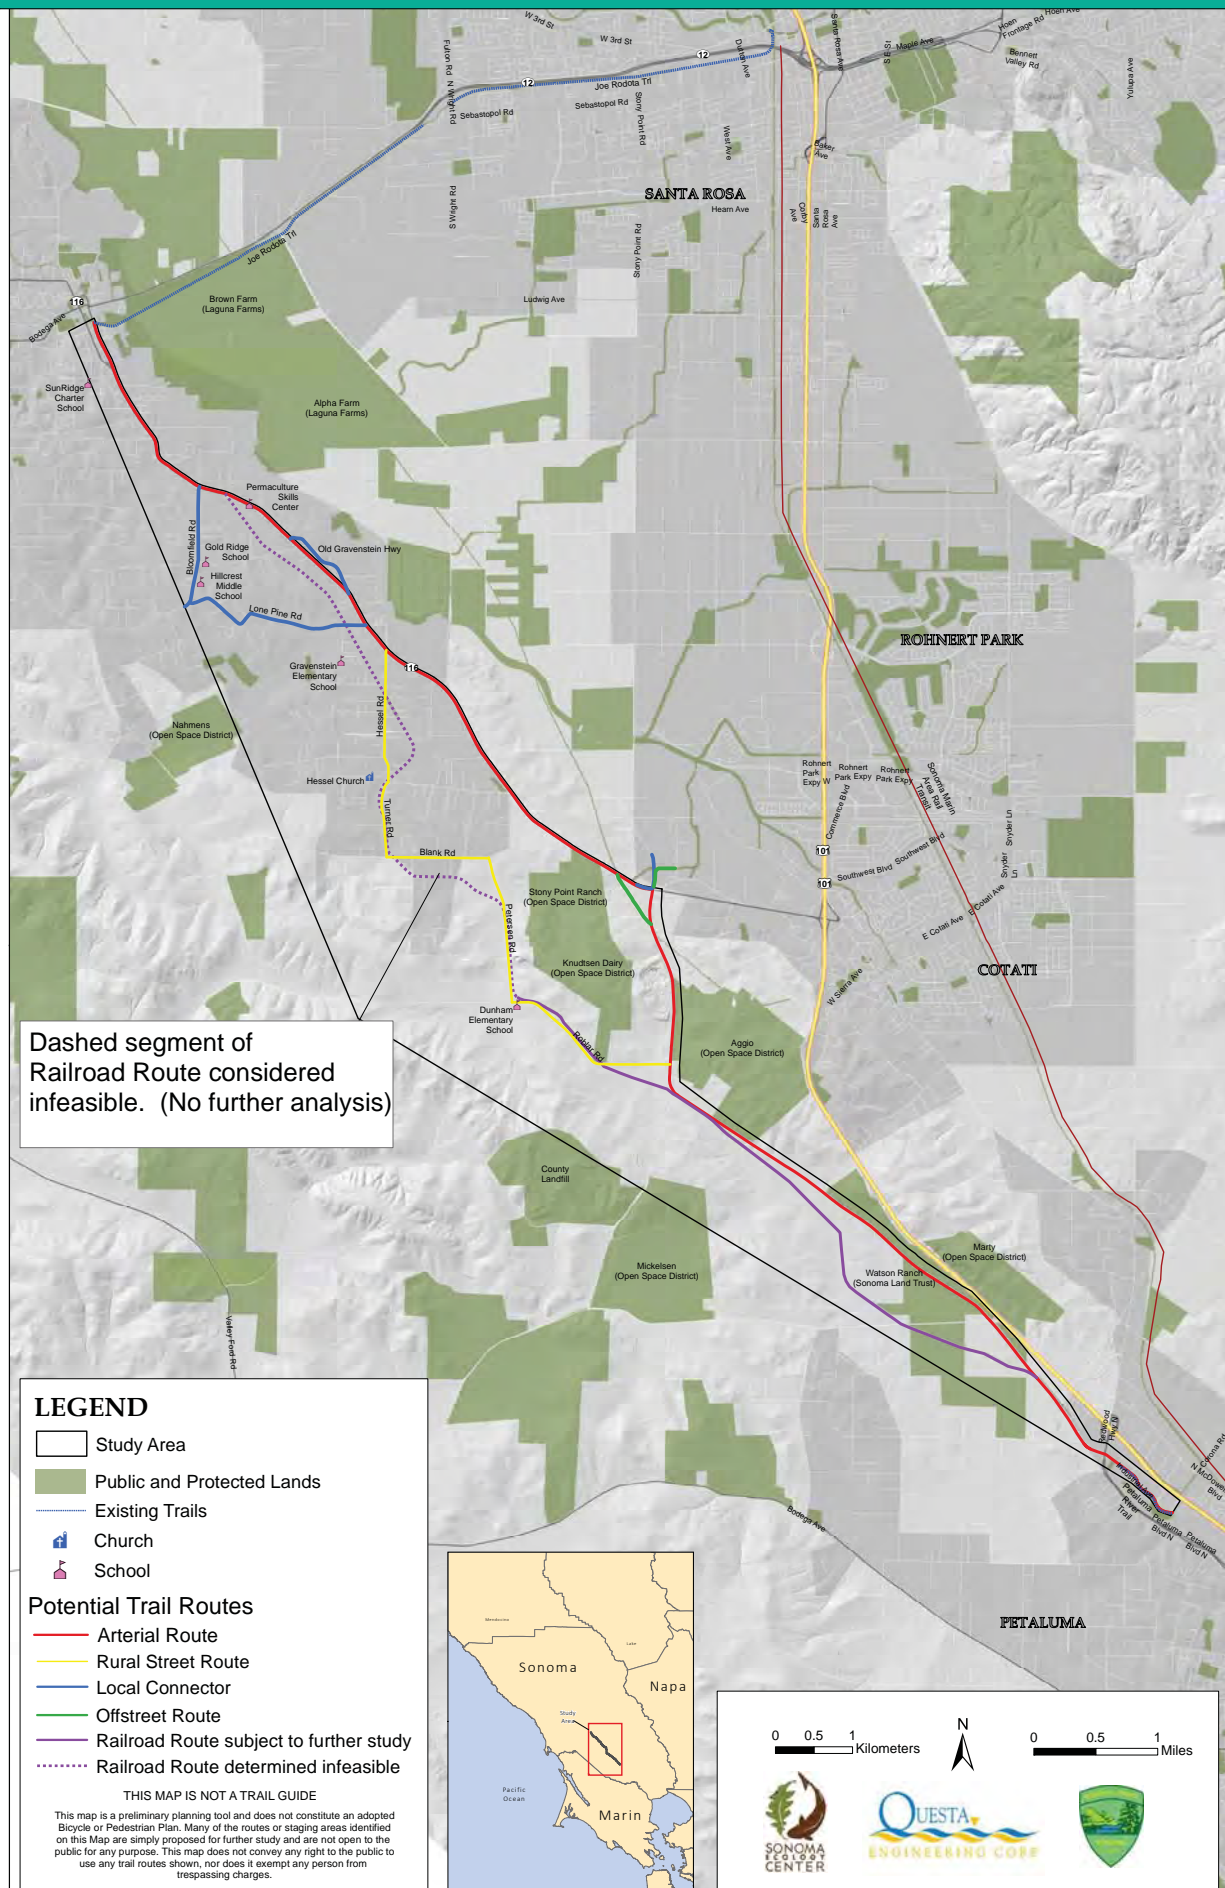 W 3rd St
W 3rd St
Hoen Ave
Hoen
Frontage Rd
Maple Ave
Bennett
Valley Rd
S E St
Santa Rosa Ave
Dutton Ave
Yulupa Ave
Fulton Rd
N Wright Rd
12
12
Joe Rodota Trl
Sebastopol Rd
Sebastopol Rd
Stony Point Rd
West Ave
Baker
Ave
SANTA ROSA
Hearn Ave
S Wright Rd
Corby
Ave
Santa
Rosa
Ave
Stony Point Rd
Joe Rodota Trl
Brown Farm
(Laguna Farms)
Ludwig Ave
116
Bodega Ave
SunRidge
Charter
School
Alpha Farm
(Laguna Farms)
Permaculture
Skills
Center
Bloomfield Rd
Gold Ridge
School
Old Gravenstein Hwy
Hillcrest
Middle
School
Lone Pine Rd
ROHNERT PARK
Gravenstein
Elementary
School
116
Hessel Rd
Nahmens
(Open Space District)
Hessel Church
Turner Rd
Rohnert
Park
Expy W
Rohnert
Park Expy
Rohnert
Park Expy
Sonoma Marin
Area Rail
Transit
Commerce Blvd
Snyder Ln
101
Blank Rd
Southwest Blvd
Southwest Blvd
Snyder
Ln
101
Stony Point Ranch
(Open Space District)
E Cotati Ave
E Cotati Ave
Petersen Rd
Knudtsen Dairy
(Open Space District)
COTATI
W Sierra Ave
Dunham
Elementary
School
Roblar Rd
Aggio
(Open Space District)
Dashed segment of
Railroad Route considered
infeasible.  (No further analysis)
County
Landfill
Mickelsen
(Open Space District)
Marty
(Open Space District)
Watson Ranch
(Sonoma Land Trust)
Valley Ford Rd
Redwood
Hwy N
Corona Rd
N McDowell
Blvd
Industrial Ave
Petaluma
River
Trail
Petaluma
Blvd N
Petaluma
Blvd N
Bodega Ave
PETALUMA
LEGEND
Study Area
Public and Protected Lands
Existing Trails
Church
School
Potential Trail Routes
Arterial Route
Rural Street Route
Local Connector
Offstreet Route
Railroad Route subject to further study
Railroad Route determined infeasible
THIS MAP IS NOT A TRAIL GUIDE
This map is a preliminary planning tool and does not constitute an adopted
Bicycle or Pedestrian Plan. Many of the routes or staging areas identified
on this Map are simply proposed for further study and are not open to the
public for any purpose. This map does not convey any right to the public to
use any trail routes shown, nor does it exempt any person from
trespassing charges.
Mendocino
Lake
Sonoma
Napa
Study
Area
Pacific
Ocean
Marin
0 0.5 1
Kilometers
N
0 0.5 1
Miles
SONOMA
ECOLOGY
CENTER
QUESTA
ENGINEERING CORP